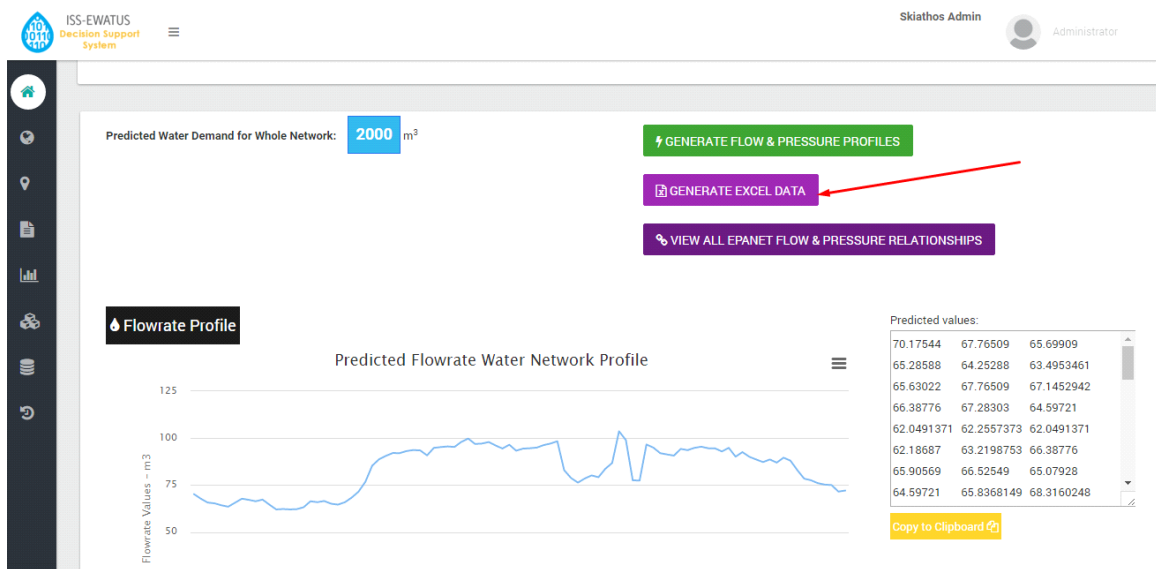 ISS-EWATUS
Decision Support
System
Skiathos Admin
Administrator
Predicted Water Demand for Whole Network: 2000 m³
GENERATE FLOW & PRESSURE PROFILES
GENERATE EXCEL DATA
VIEW ALL EPANET FLOW & PRESSURE RELATIONSHIPS
Flowrate Profile
Predicted Flowrate Water Network Profile
125
100
75
50
Flowrate Values – m3
Predicted values:
70.17544 67.76509 65.69909
65.28588 64.25288 63.4953461
65.63022 67.76509 67.1452942
66.38776 67.28303 64.59721
62.0491371 62.2557373 62.0491371
62.18687 63.2198753 66.38776
65.90569 66.52549 65.07928
64.59721 65.8368149 68.3160248
Copy to Clipboard